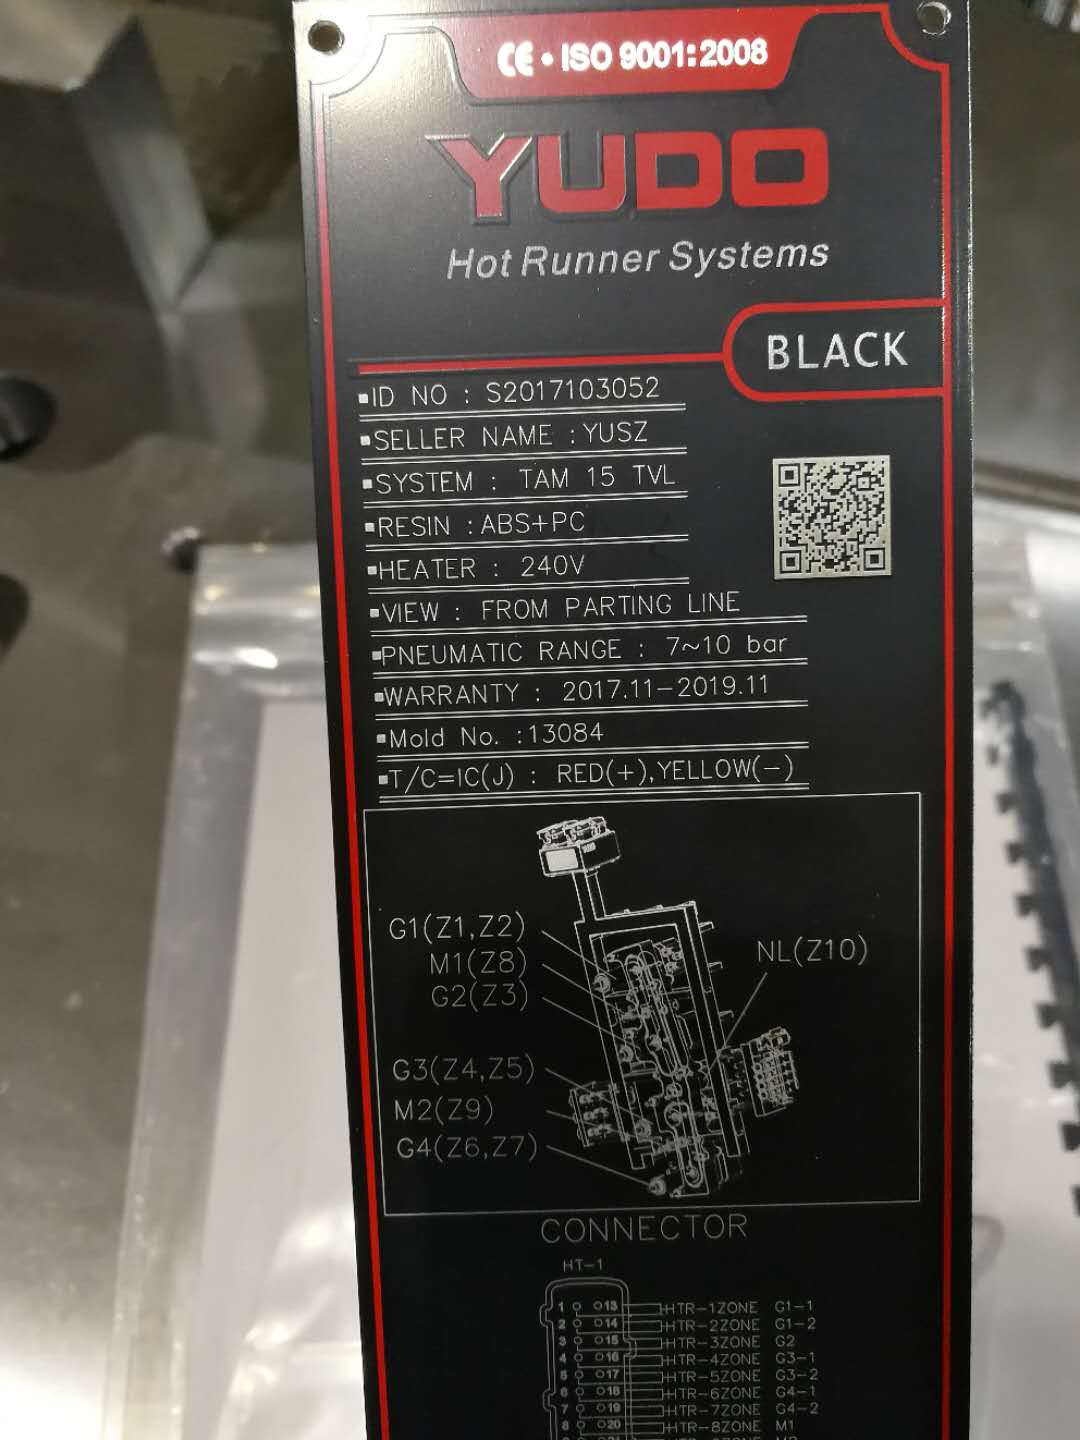 CE • ISO 9001:2008
YUDO
Hot Runner Systems
BLACK
▪ID NO : S2017103052
▪SELLER NAME :YUSZ
▪SYSTEM : TAM 15 TVL
▪RESIN :ABS+PC
▪HEATER : 240V
▪VIEW : FROM PARTING LINE
▪PNEUMATIC RANGE : 7~10 bar
▪WARRANTY : 2017.11-2019.11
▪Mold No. :13084
▪T/C=IC(J) : RED(+),YELLOW(-)
G1(Z1,Z2)
M1(Z8)
G2(Z3)
NL(Z10)
G3(Z4,Z5)
M2(Z9)
G4(Z6,Z7)
CONNECTOR
HT-1
1 13 HTR-1ZONE G1-1
2 14 HTR-2ZONE G1-2
3 15 HTR-3ZONE G2
4 16 HTR-4ZONE G3-1
5 17 HTR-5ZONE G3-2
6 18 HTR-6ZONE G4-1
7 19 HTR-7ZONE G4-2
8 20 HTR-8ZONE M1